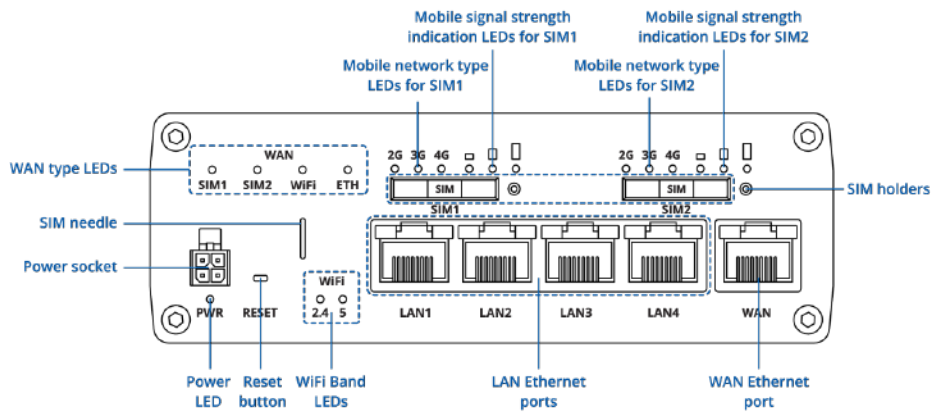 Mobile signal strength
indication LEDs for SIM1
Mobile signal strength
indication LEDs for SIM2
Mobile network type
LEDs for SIM1
Mobile network type
LEDs for SIM2
WAN type LEDs
WAN
SIM1 SIM2 WiFi ETH
2G 3G 4G
SIM
SIM1
2G 3G 4G
SIM
SIM2
SIM holders
SIM needle
Power socket
PWR
RESET
WiFi
2.4 5
LAN1
LAN2
LAN3
LAN4
WAN
Power
LED
Reset
button
WiFi Band
LEDs
LAN Ethernet
ports
WAN Ethernet
port